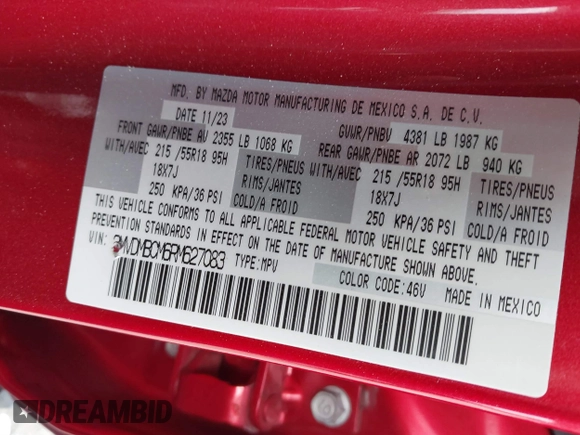 MFD. BY MAZDA MOTOR MANUFACTURING DE MEXICO S.A. DE C.V.
DATE 11/23 GVWR/PNBV 4381 LB 1987 KG
FRONT GAWR/PNBE AV 2355 LB 1068 KG REAR GAWR/PNBE AR 2072 LB 940 KG
WITH/AVEC 215 /55R18 95H TIRES/PNEUS WITH/AVEC 215 /55R18 95H TIRES/PNEUS
18X7J RIMS/JANTES 18X7J RIMS/JANTES
250 KPA/36 PSI COLD/A FROID 250 KPA/36 PSI COLD/A FROID
THIS VEHICLE CONFORMS TO ALL APPLICABLE FEDERAL MOTOR VEHICLE SAFETY AND THEFT
PREVENTION STANDARDS IN EFFECT ON THE DATE OF MANUFACTURE SHOWN ABOVE.
VIN: 3MVDMBCM6RM627083 TYPE:MPV
COLOR CODE:46V MADE IN MEXICO
DREAMBID